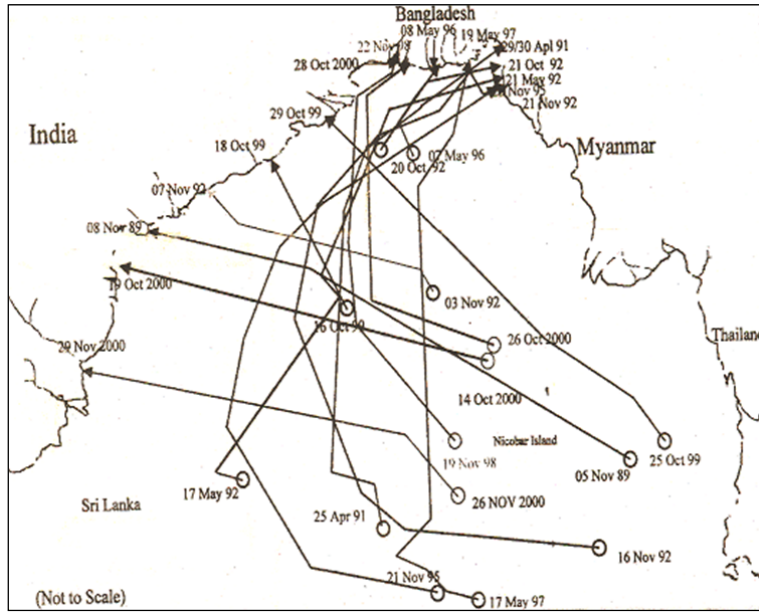 Bangladesh
08 May 96
19 May 97
22 Nov 98
29/30 Apl 91
28 Oct 2000
21 Oct 92
21 May 92
Nov 95
21 Nov 92
29 Oct 99
India
18 Oct 99
Myanmar
20 Oct 92
07 May 96
07 Nov 92
08 Nov 89
19 Oct 2000
03 Nov 92
16 Oct 99
26 Oct 2000
Thailand
29 Nov 2000
14 Oct 2000
Nicobar Island
19 Nov 98
25 Oct 99
05 Nov 89
17 May 92
26 NOV 2000
Sri Lanka
25 Apr 91
16 Nov 92
21 Nov 95
17 May 97
(Not to Scale)